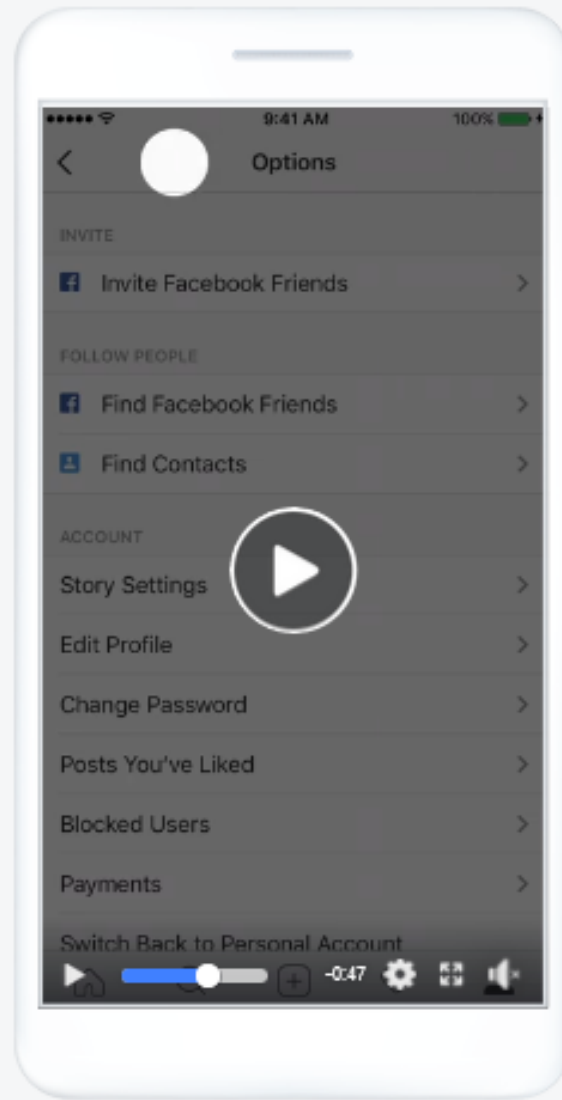 9:41 AM
100%
Options
INVITE
Invite Facebook Friends
FOLLOW PEOPLE
Find Facebook Friends
Find Contacts
ACCOUNT
Story Settings
Edit Profile
Change Password
Posts You've Liked
Blocked Users
Payments
Switch Back to Personal Account
-0:47